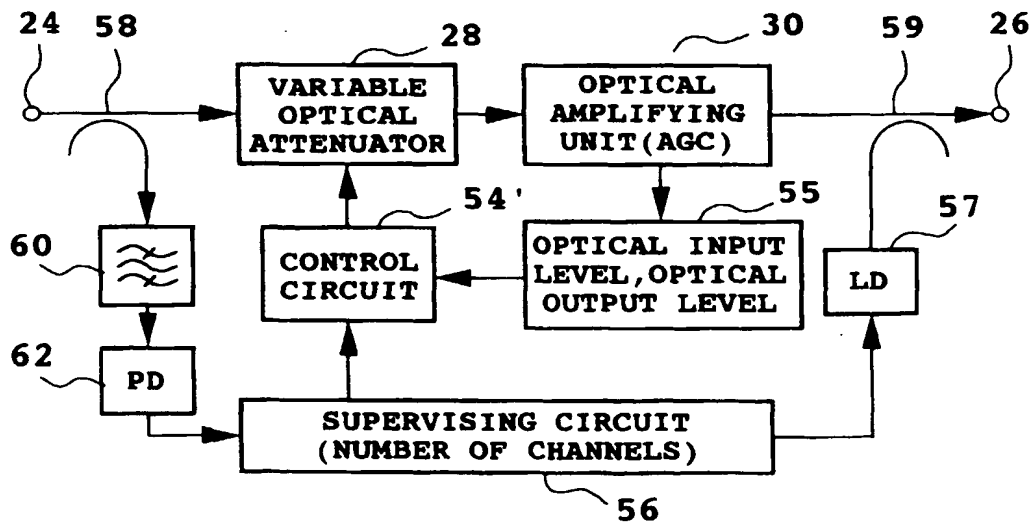 24
58
28
30
59
26
VARIABLE
OPTICAL
ATTENUATOR
OPTICAL
AMPLIFYING
UNIT(AGC)
54'
55
57
60
CONTROL
CIRCUIT
OPTICAL INPUT
LEVEL,OPTICAL
OUTPUT LEVEL
LD
62
PD
SUPERVISING CIRCUIT
(NUMBER OF CHANNELS)
56